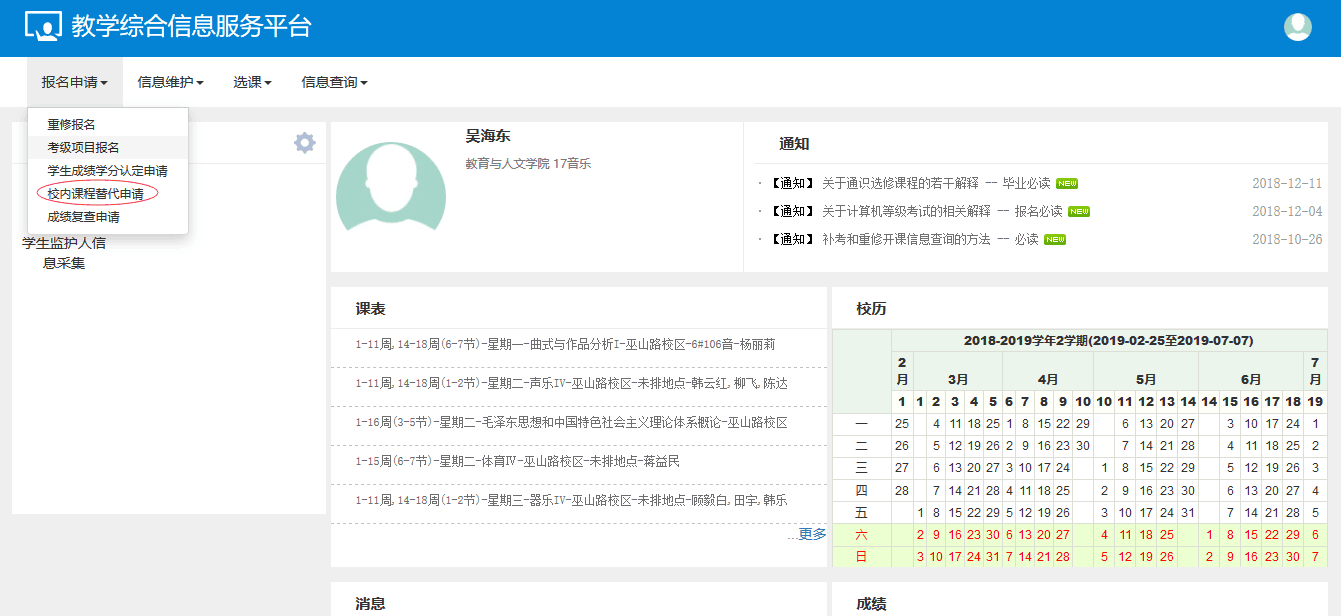 教学综合信息服务平台
报名申请 信息维护 选课 信息查询
重修报名
考级项目报名
学生成绩学分认定申请
校内课程替代申请
成绩复查申请
学生监护人信
息采集
吴海东
教育与人文学院 17音乐
通知
· 【通知】 关于通识选修课程的若干解释 -- 毕业必读 NEW 2018-12-11
· 【通知】 关于计算机等级考试的相关解释 -- 报名必读 NEW 2018-12-04
· 【通知】 补考和重修开课信息查询的方法 -- 必读 NEW 2018-10-26
课表
1-11周,14-18周(6-7节)-星期一-曲式与作品分析I-巫山路校区-6#106音-杨丽莉
1-11周,14-18周(1-2节)-星期二-声乐IV-巫山路校区-未排地点-韩云红,柳飞,陈达
1-16周(3-5节)-星期二-毛泽东思想和中国特色社会主义理论体系概论-巫山路校区
1-15周(6-7节)-星期二-体育Ⅳ-巫山路校区-未排地点-蒋益民
1-11周,14-18周(1-2节)-星期三-器乐IV-巫山路校区-未排地点-顾毅白,田宇,韩乐
...更多
校历
2018-2019学年2学期(2019-02-25至2019-07-07)
2月 3月 4月 5月 6月 7月
1 1 2 3 4 5 6 7 8 9 10 10 11 12 13 14 14 15 16 17 18 19
一 25 4 11 18 25 1 8 15 22 29 6 13 20 27 3 10 17 24 1
二 26 5 12 19 26 2 9 16 23 30 7 14 21 28 4 11 18 25 2
三 27 6 13 20 27 3 10 17 24 1 8 15 22 29 5 12 19 26 3
四 28 7 14 21 28 4 11 18 25 2 9 16 23 30 6 13 20 27 4
五 1 8 15 22 29 5 12 19 26 3 10 17 24 31 7 14 21 28 5
六 2 9 16 23 30 6 13 20 27 4 11 18 25 1 8 15 22 29 6
日 3 10 17 24 31 7 14 21 28 5 12 19 26 2 9 16 23 30 7
消息
成绩